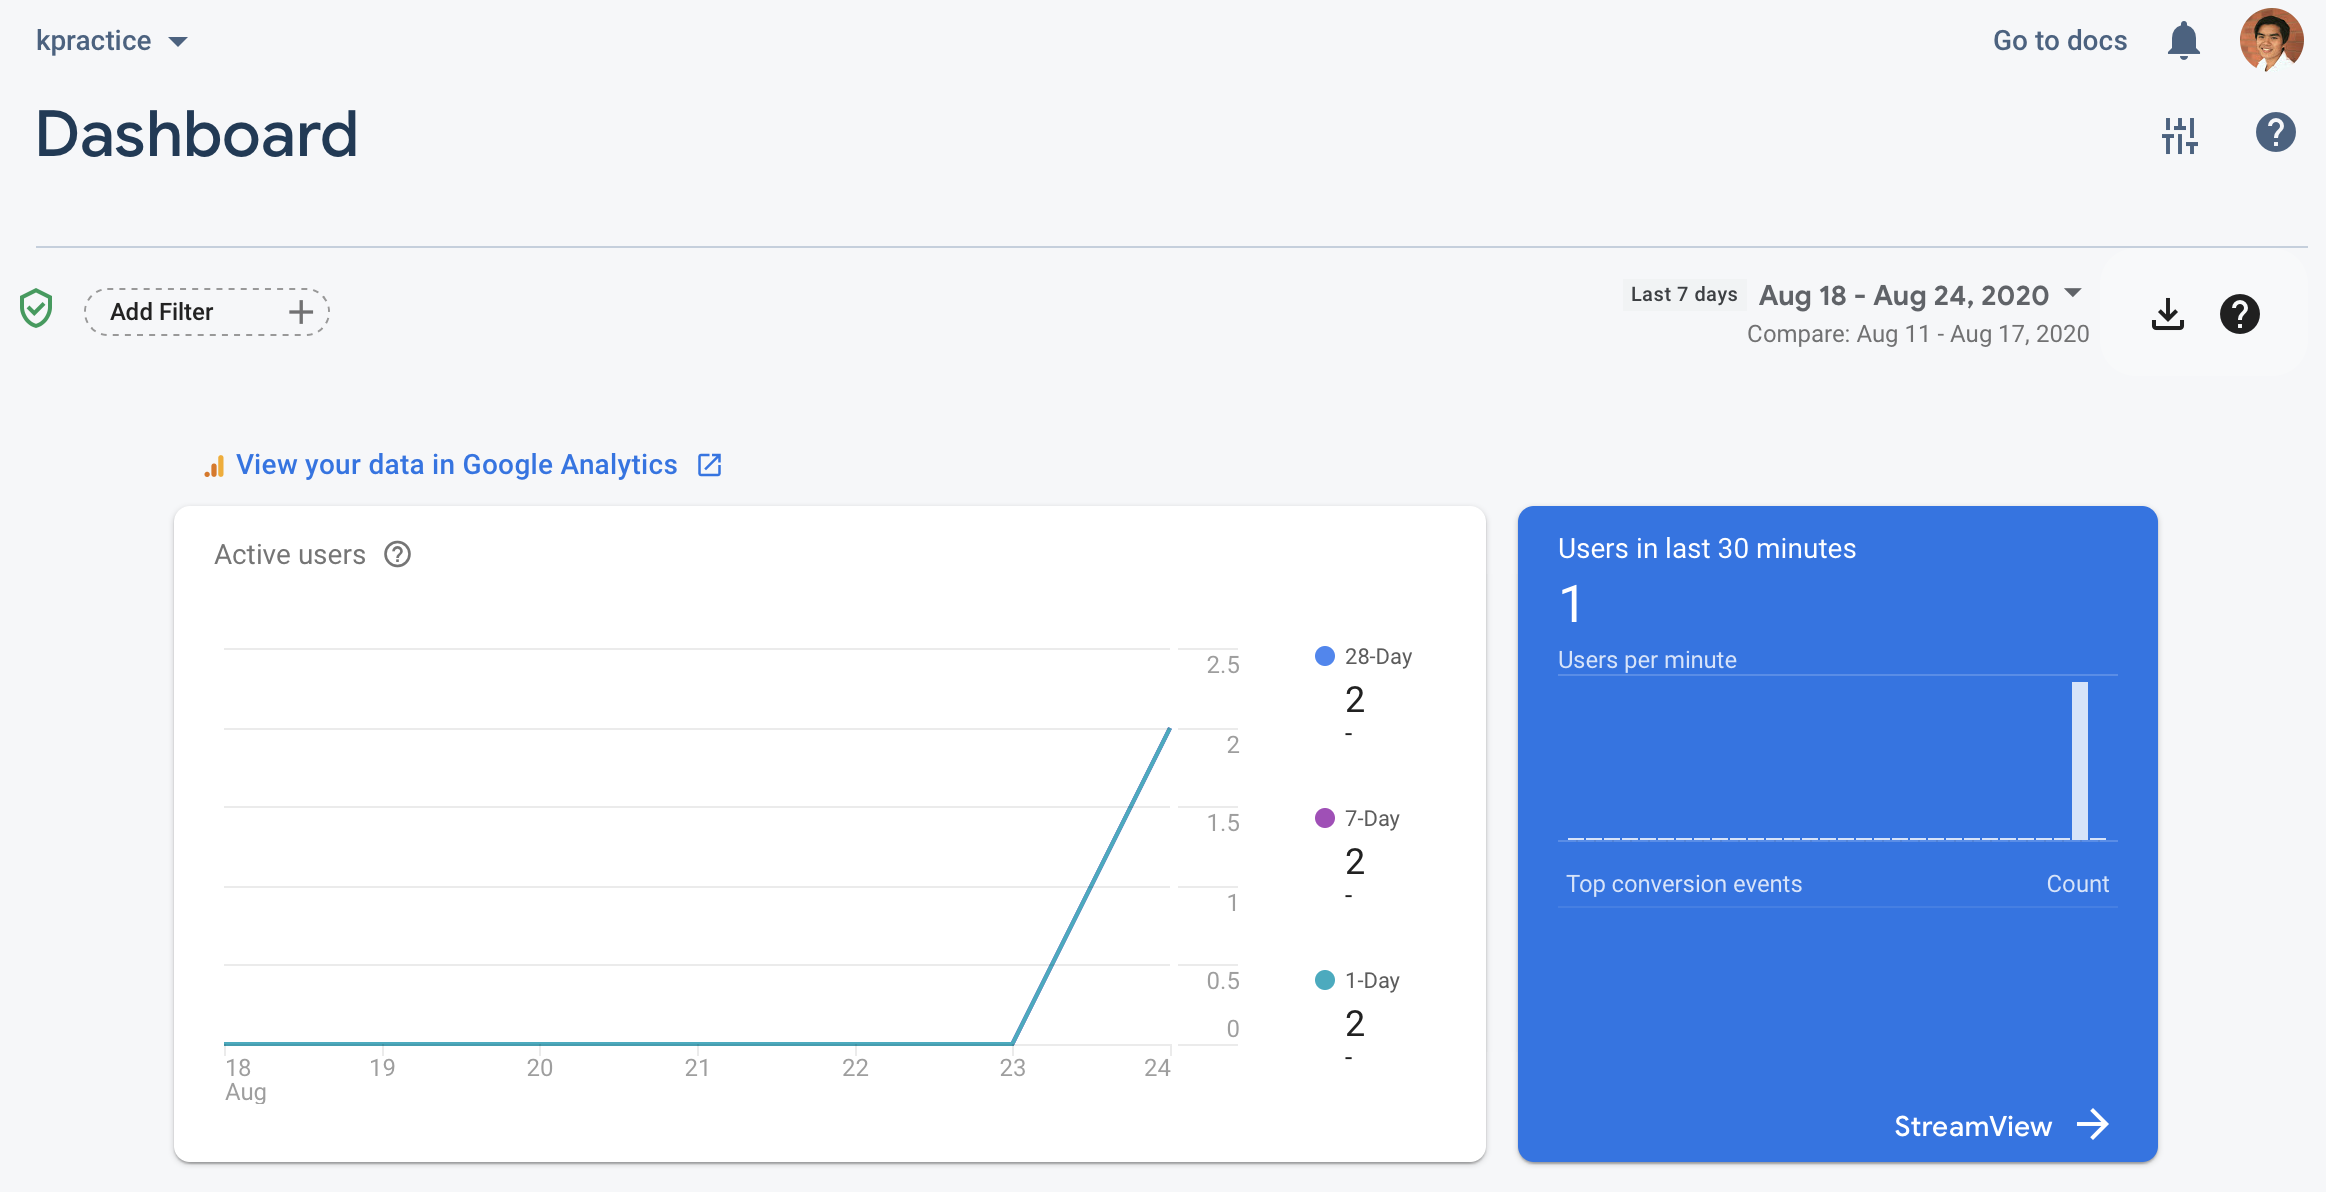 kpractice
Go to docs
Dashboard
Add Filter
Last 7 days Aug 18 - Aug 24, 2020
Compare: Aug 11 - Aug 17, 2020
View your data in Google Analytics
Active users
2.5
2
1.5
1
0.5
0
18 19 20 21 22 23 24
Aug
28-Day
2
-
7-Day
2
-
1-Day
2
-
Users in last 30 minutes
1
Users per minute
Top conversion events Count
StreamView